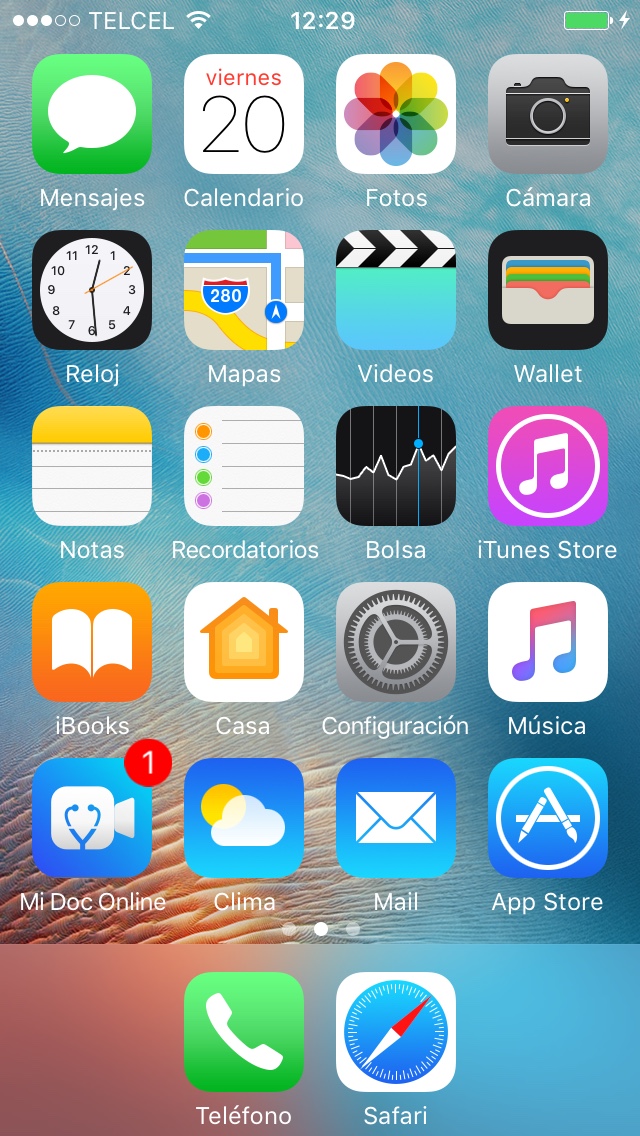 TELCEL 12:29
viernes
20
Mensajes Calendario Fotos Cámara
12
11 1
10 2
9 3
8 4
7 5
6
280
Reloj Mapas Videos Wallet
Notas Recordatorios Bolsa iTunes Store
iBooks Casa Configuración Música
1
Mi Doc Online Clima Mail App Store
Teléfono Safari